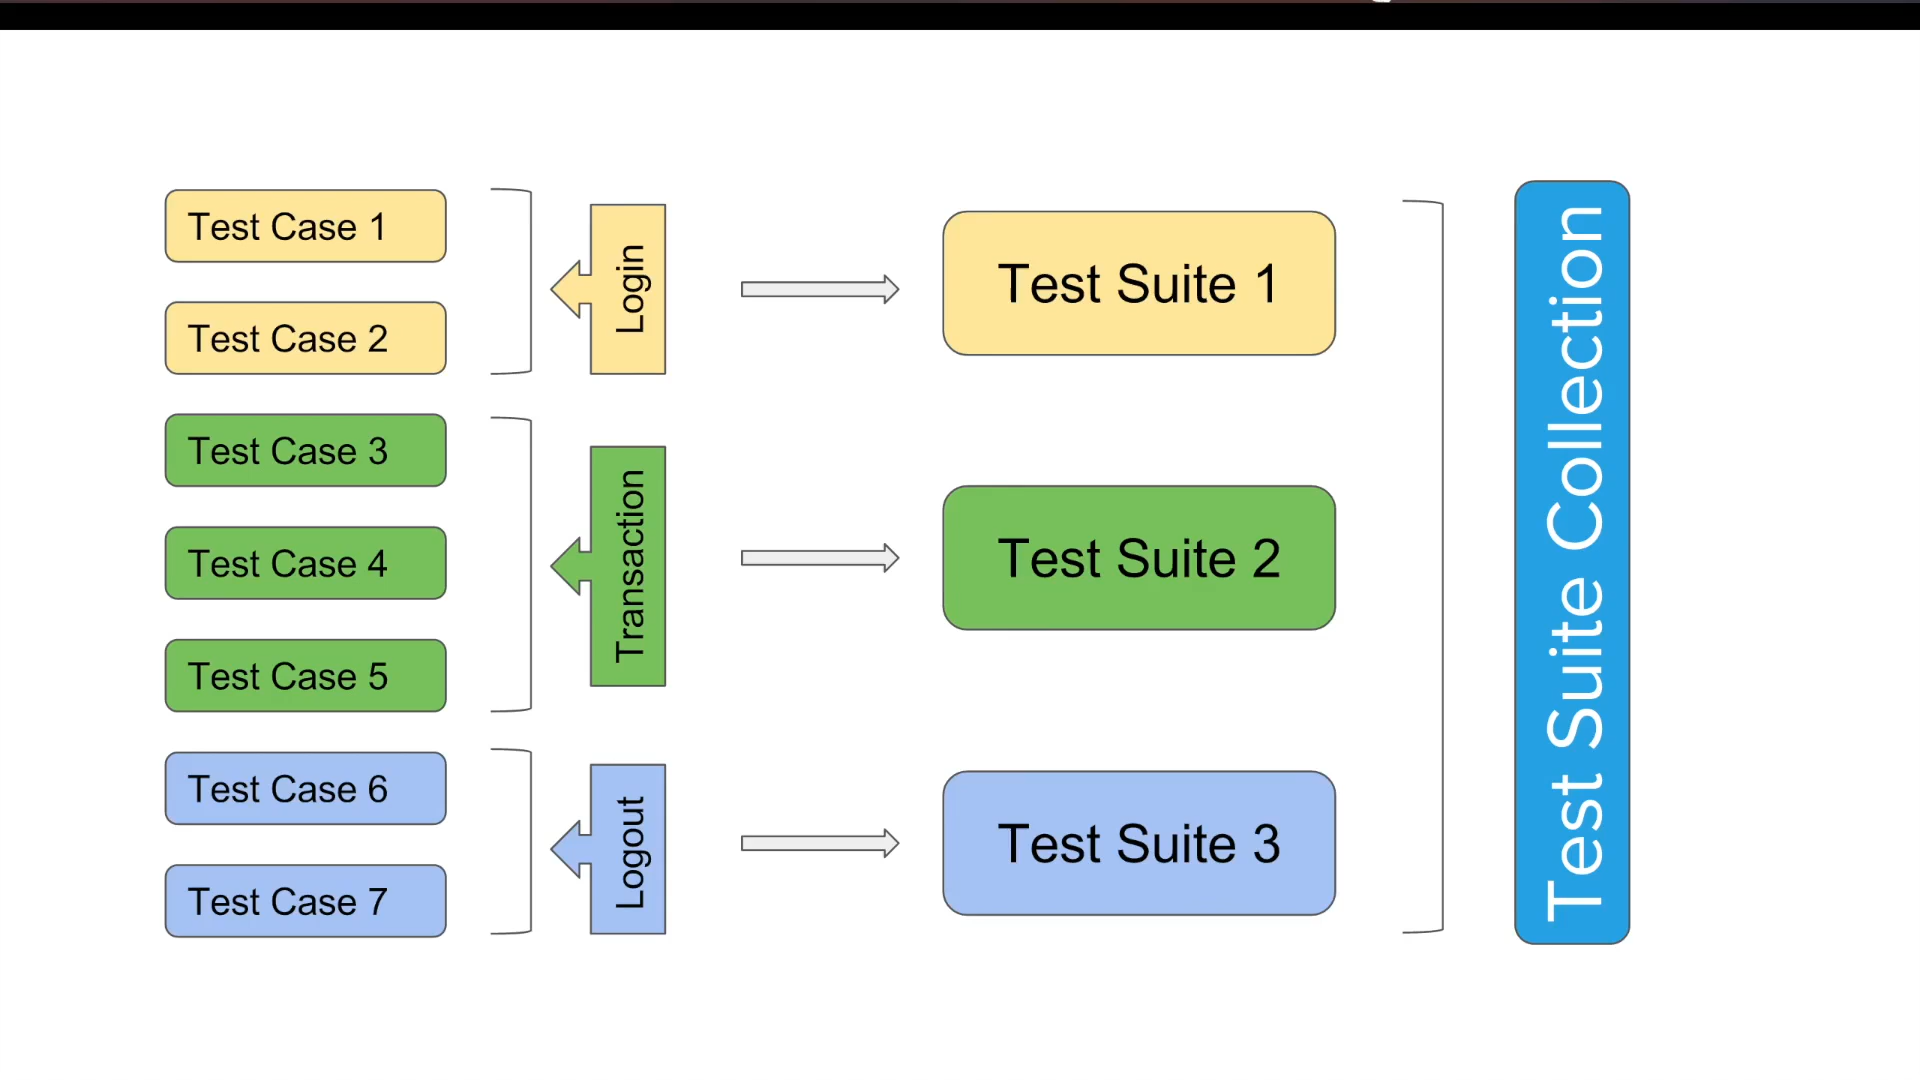 Test Case 1
Test Case 2
Test Case 3
Test Case 4
Test Case 5
Test Case 6
Test Case 7
Login
Transaction
Logout
Test Suite 1
Test Suite 2
Test Suite 3
Test Suite Collection